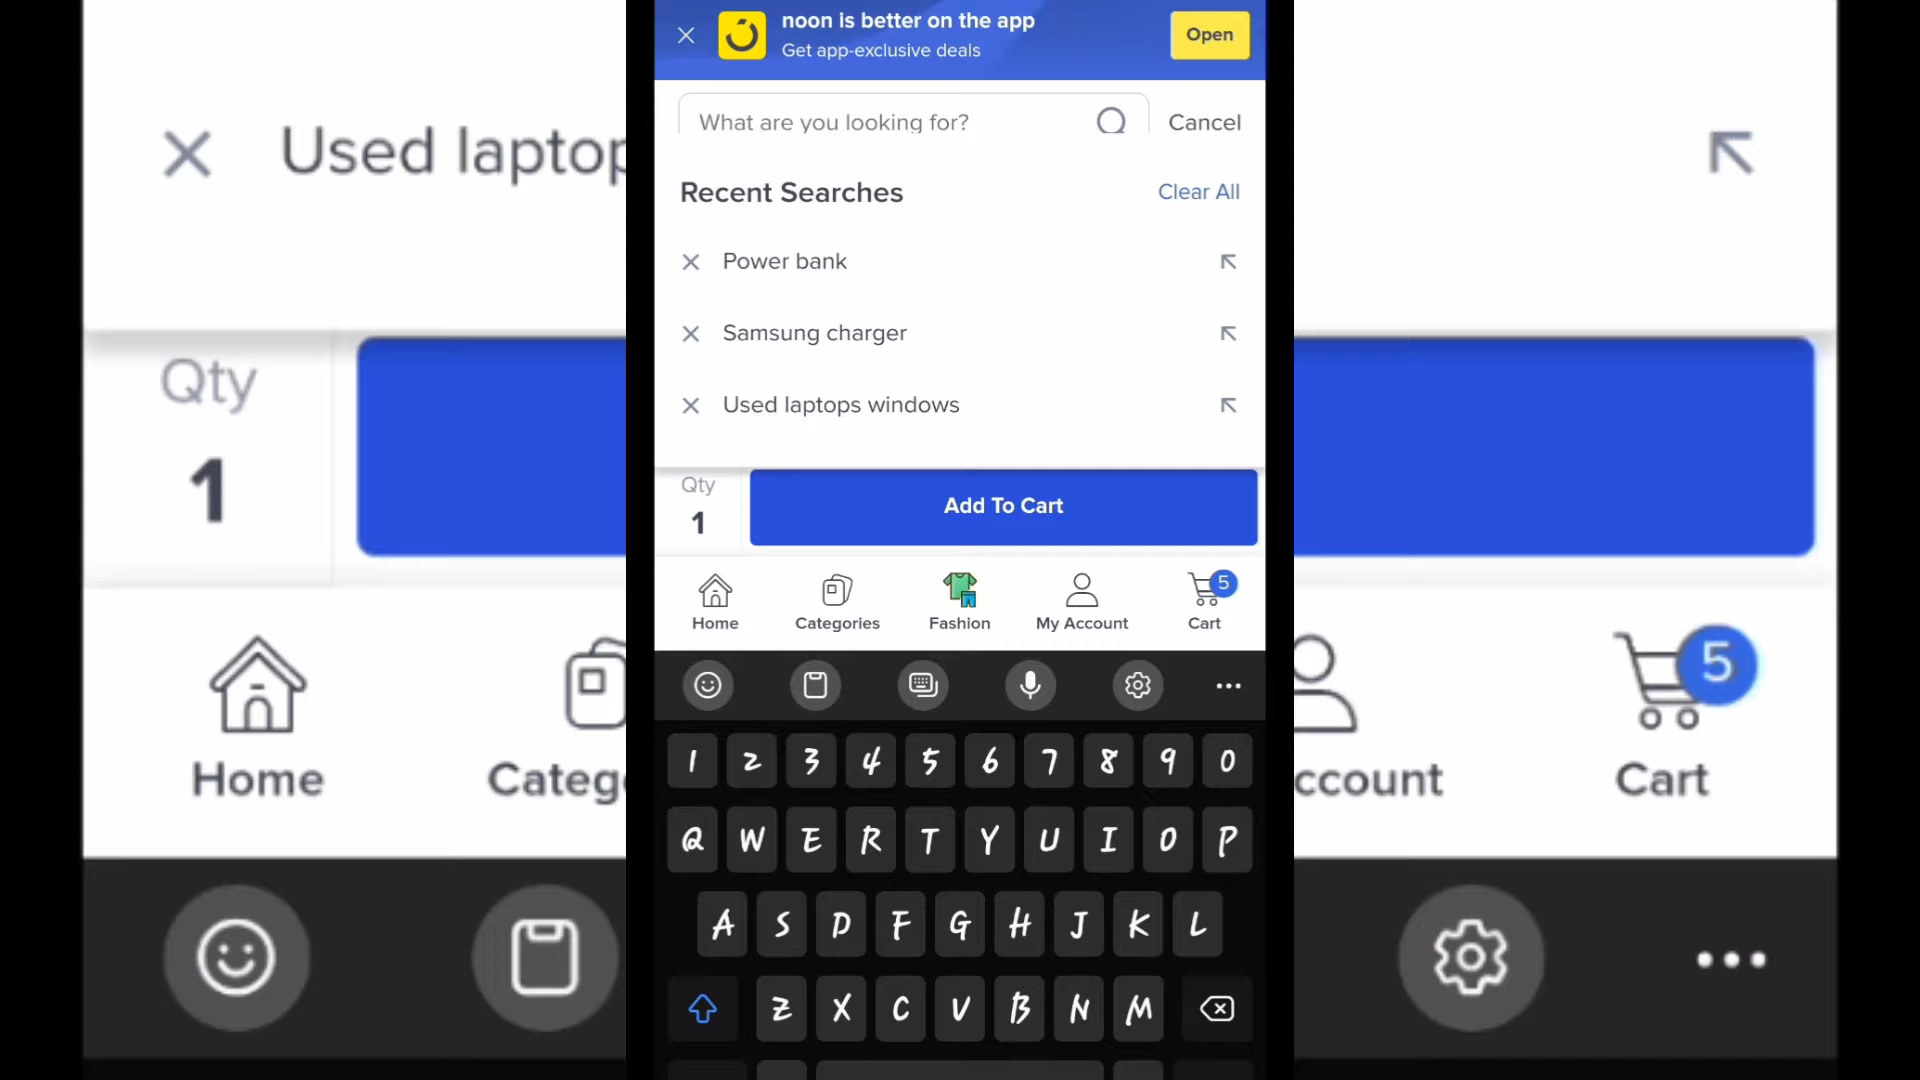 noon is better on the app
Get app-exclusive deals
Open
What are you looking for?
Cancel
Recent Searches
Clear All
Power bank
Samsung charger
Used laptops windows
Qty
1
Add To Cart
Home
Categories
Fashion
My Account
Cart
5
1 2 3 4 5 6 7 8 9 0
Q W E R T Y U I O P
A S D F G H J K L
Z X C V B N M
Used laptop
Qty
1
Home
Catego
ccount
Cart
5